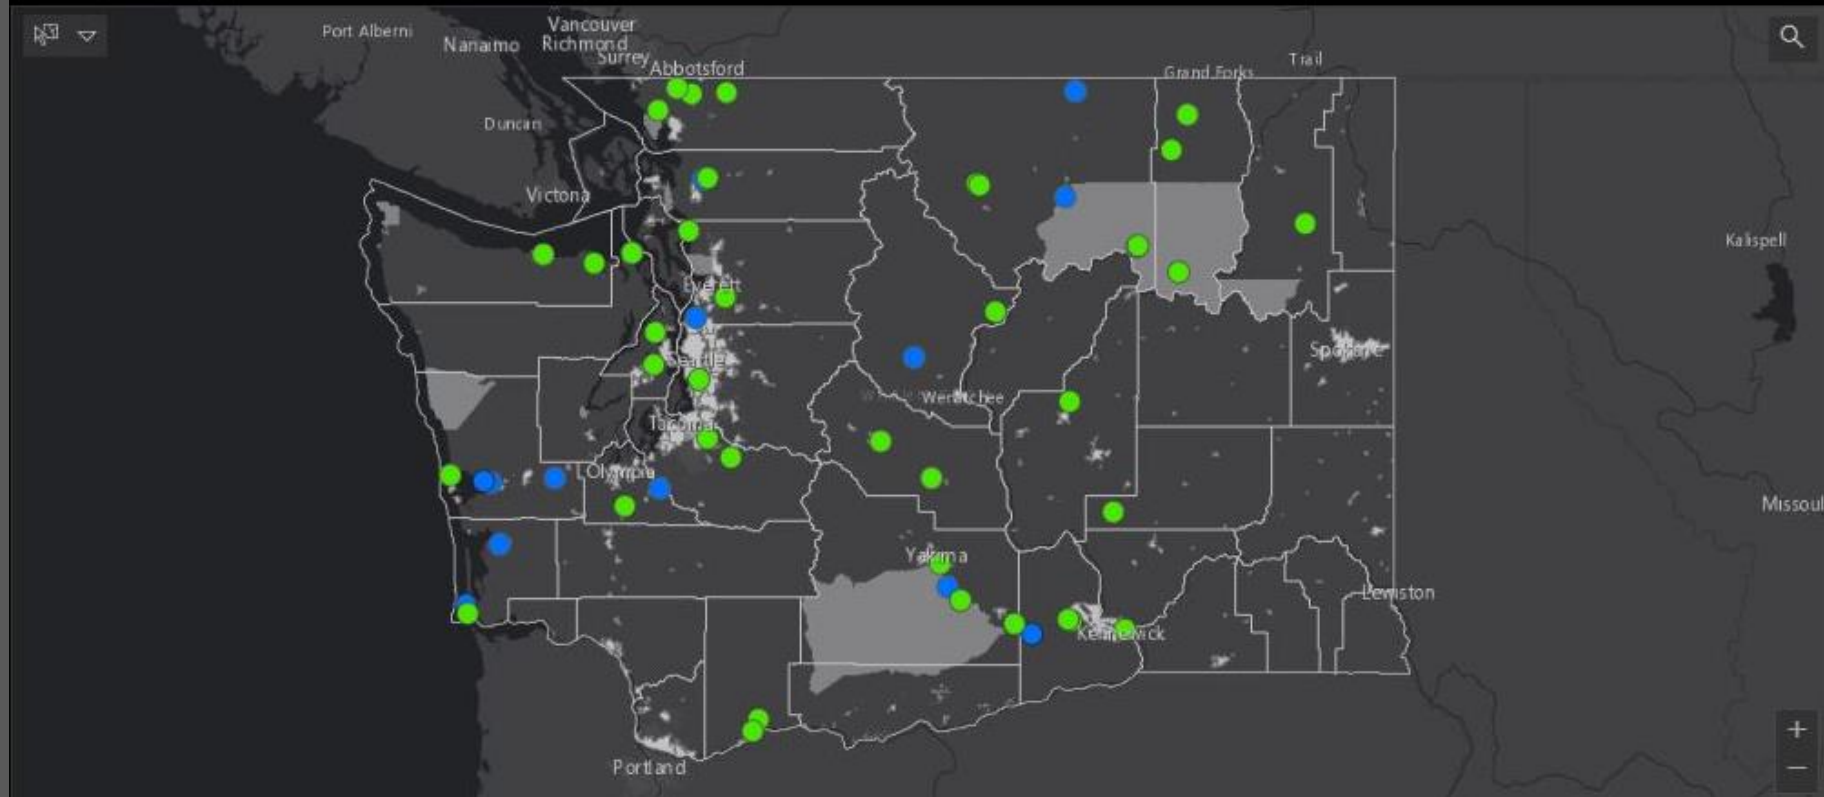 Vancouver
Port Alberni
Nanaimo
Richmond
Surrey
Abbotsford
Trail
Grand Forks
Duncan
Victoria
Kalispell
Everett
Seattle
Spokane
Wenatchee
Tacoma
Olympia
Missoul
Yakima
Lewiston
Kennewick
Portland
+
−